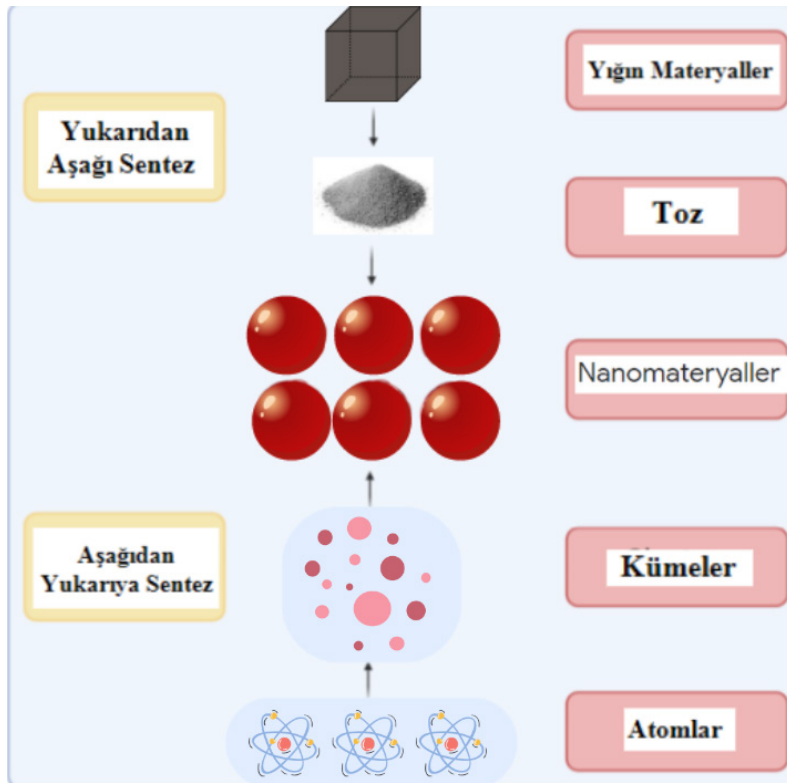 Yığın Materyaller
Yukarıdan
Aşağı Sentez
Toz
Nanomateryaller
Aşağıdan
Yukarıya Sentez
Kümeler
Atomlar